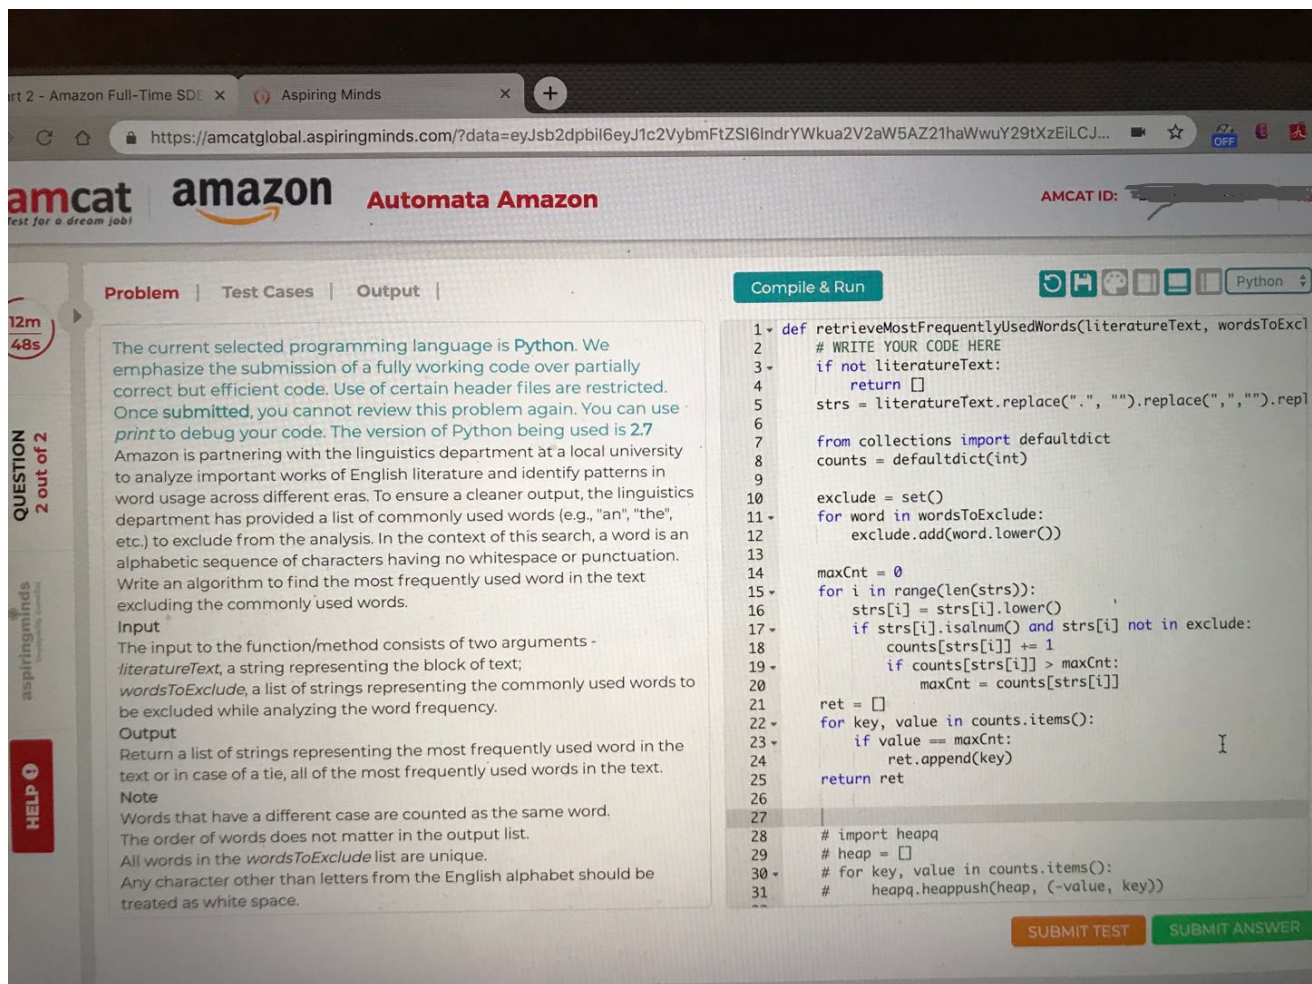 art 2 - Amazon Full-Time SDE
Aspiring Minds
https://amcatglobal.aspiringminds.com/?data=eyJsb2dpbiI6eyJ1c2VybmFtZSI6IndrYWkua2V2aW5AZ21haWwuY29tXzEiLCJ...
OFF
amcat
Test for a dream job!
amazon
Automata Amazon
AMCAT ID:
12m
48s
QUESTION
2 out of 2
aspiringminds
HELP
Problem | Test Cases | Output |
The current selected programming language is Python. We
emphasize the submission of a fully working code over partially
correct but efficient code. Use of certain header files are restricted.
Once submitted, you cannot review this problem again. You can use
print to debug your code. The version of Python being used is 2.7
Amazon is partnering with the linguistics department at a local university
to analyze important works of English literature and identify patterns in
word usage across different eras. To ensure a cleaner output, the linguistics
department has provided a list of commonly used words (e.g., "an", "the",
etc.) to exclude from the analysis. In the context of this search, a word is an
alphabetic sequence of characters having no whitespace or punctuation.
Write an algorithm to find the most frequently used word in the text
excluding the commonly used words.
Input
The input to the function/method consists of two arguments -
literatureText, a string representing the block of text;
wordsToExclude, a list of strings representing the commonly used words to
be excluded while analyzing the word frequency.
Output
Return a list of strings representing the most frequently used word in the
text or in case of a tie, all of the most frequently used words in the text.
Note
Words that have a different case are counted as the same word.
The order of words does not matter in the output list.
All words in the wordsToExclude list are unique.
Any character other than letters from the English alphabet should be
treated as white space.
Compile & Run
Python
1 def retrieveMostFrequentlyUsedWords(literatureText, wordsToExcl
2 # WRITE YOUR CODE HERE
3 if not literatureText:
4 return []
5 strs = literatureText.replace(".", "").replace(",","").repl
6
7 from collections import defaultdict
8 counts = defaultdict(int)
9
10 exclude = set()
11 for word in wordsToExclude:
12 exclude.add(word.lower())
13
14 maxCnt = 0
15 for i in range(len(strs)):
16 strs[i] = strs[i].lower()
17 if strs[i].isalnum() and strs[i] not in exclude:
18 counts[strs[i]] += 1
19 if counts[strs[i]] > maxCnt:
20 maxCnt = counts[strs[i]]
21 ret = []
22 for key, value in counts.items():
23 if value == maxCnt:
24 ret.append(key)
25 return ret
26
27
28 # import heapq
29 # heap = []
30 # for key, value in counts.items():
31 # heapq.heappush(heap, (-value, key))
SUBMIT TEST
SUBMIT ANSWER